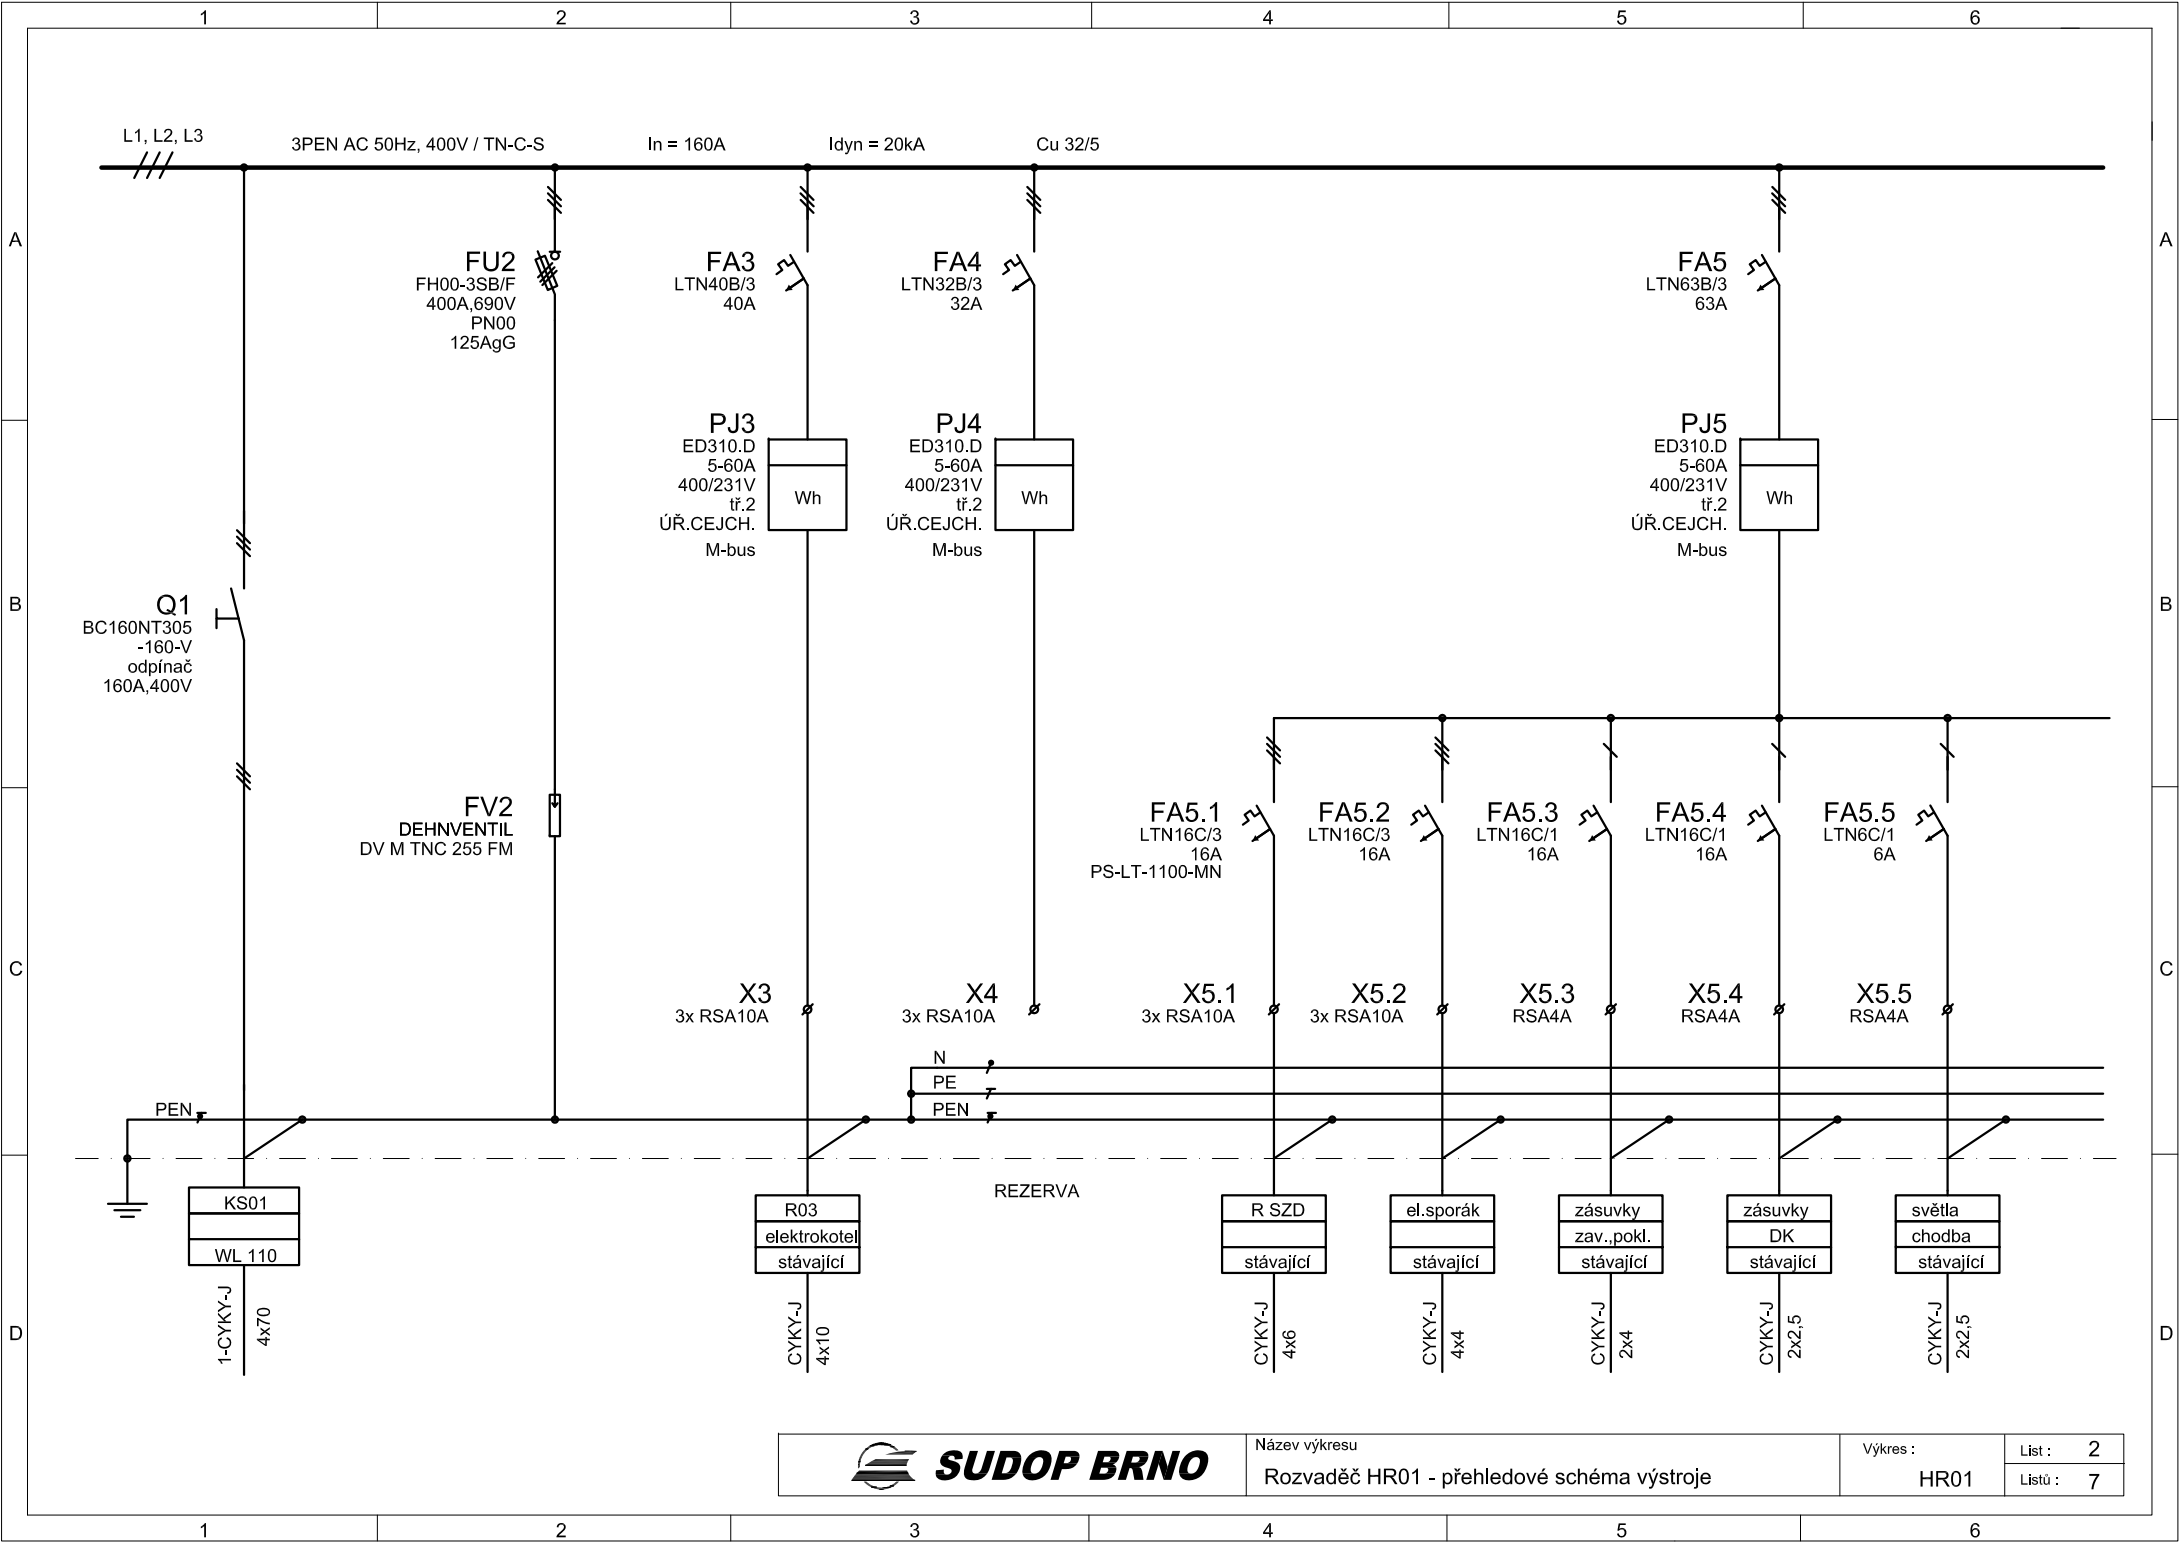 1 2 3 4 5 6
L1, L2, L3
3PEN AC 50Hz, 400V / TN-C-S
In = 160A
Idyn = 20kA
Cu 32/5
A
A
FU2
FH00-3SB/F
400A,690V
PN00
125AgG
FA3
LTN40B/3
40A
FA4
LTN32B/3
32A
FA5
LTN63B/3
63A
PJ3
ED310.D
5-60A
400/231V
tř.2
ÚŘ.CEJCH.
M-bus
Wh
PJ4
ED310.D
5-60A
400/231V
tř.2
ÚŘ.CEJCH.
M-bus
Wh
PJ5
ED310.D
5-60A
400/231V
tř.2
ÚŘ.CEJCH.
M-bus
Wh
B
B
Q1
BC160NT305
-160-V
odpínač
160A,400V
FV2
DEHNVENTIL
DV M TNC 255 FM
FA5.1
LTN16C/3
16A
PS-LT-1100-MN
FA5.2
LTN16C/3
16A
FA5.3
LTN16C/1
16A
FA5.4
LTN16C/1
16A
FA5.5
LTN6C/1
6A
C
C
X3
3x RSA10A
X4
3x RSA10A
X5.1
3x RSA10A
X5.2
3x RSA10A
X5.3
RSA4A
X5.4
RSA4A
X5.5
RSA4A
N
PE
PEN
PEN
REZERVA
KS01
WL 110
R03
elektrokotel
stávající
R SZD
stávající
el.sporák
stávající
zásuvky
zav.,pokl.
stávající
zásuvky
DK
stávající
světla
chodba
stávající
D
D
1-CYKY-J
4x70
CYKY-J
4x10
CYKY-J
4x6
CYKY-J
4x4
CYKY-J
2x4
CYKY-J
2x2,5
CYKY-J
2x2,5
SUDOP BRNO
Název výkresu
Rozvaděč HR01 - přehledové schéma výstroje
Výkres :
HR01
List : 2
Listů : 7
1 2 3 4 5 6